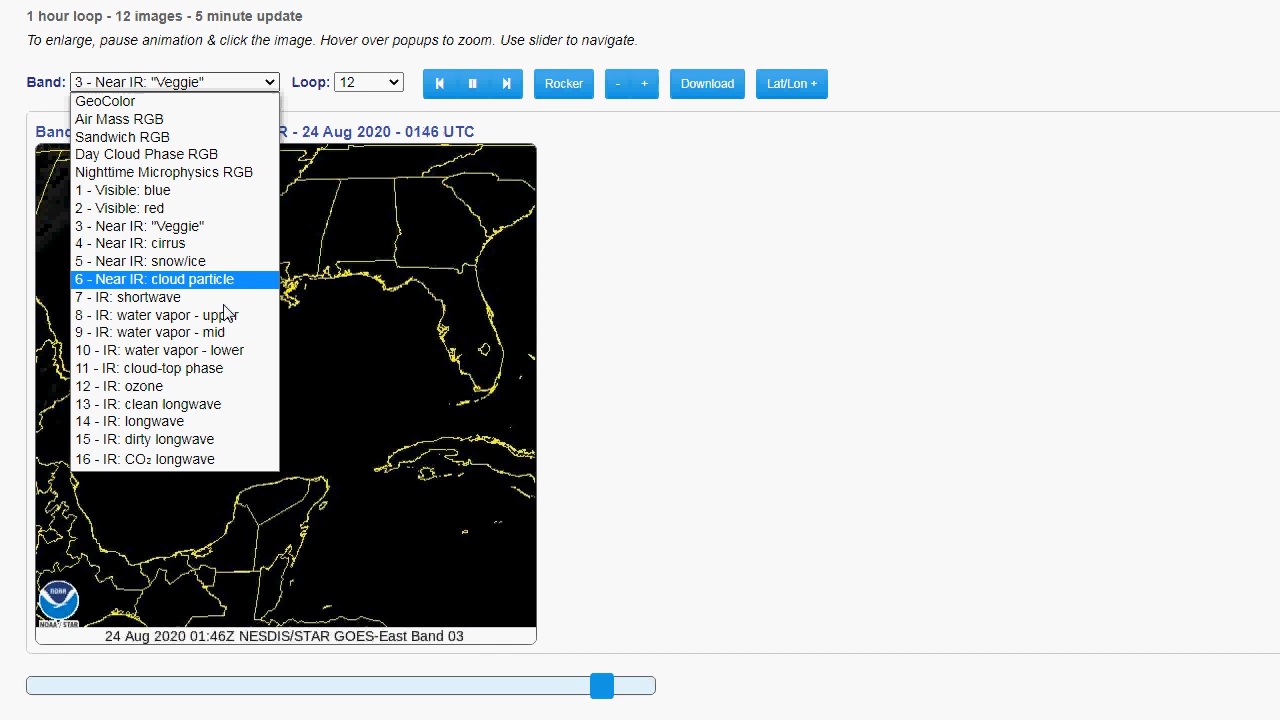 1 hour loop - 12 images - 5 minute update
To enlarge, pause animation & click the image. Hover over popups to zoom. Use slider to navigate.
Band: 3 - Near IR: "Veggie" Loop: 12 Rocker - + Download Lat/Lon +
GeoColor
Air Mass RGB
Sandwich RGB
Day Cloud Phase RGB
Nighttime Microphysics RGB
1 - Visible: blue
2 - Visible: red
3 - Near IR: "Veggie"
4 - Near IR: cirrus
5 - Near IR: snow/ice
6 - Near IR: cloud particle
7 - IR: shortwave
8 - IR: water vapor - upper
9 - IR: water vapor - mid
10 - IR: water vapor - lower
11 - IR: cloud-top phase
12 - IR: ozone
13 - IR: clean longwave
14 - IR: longwave
15 - IR: dirty longwave
16 - IR: CO₂ longwave
Band R - 24 Aug 2020 - 0146 UTC
NOAA
NOAA / STAR
24 Aug 2020 01:46Z NESDIS/STAR GOES-East Band 03